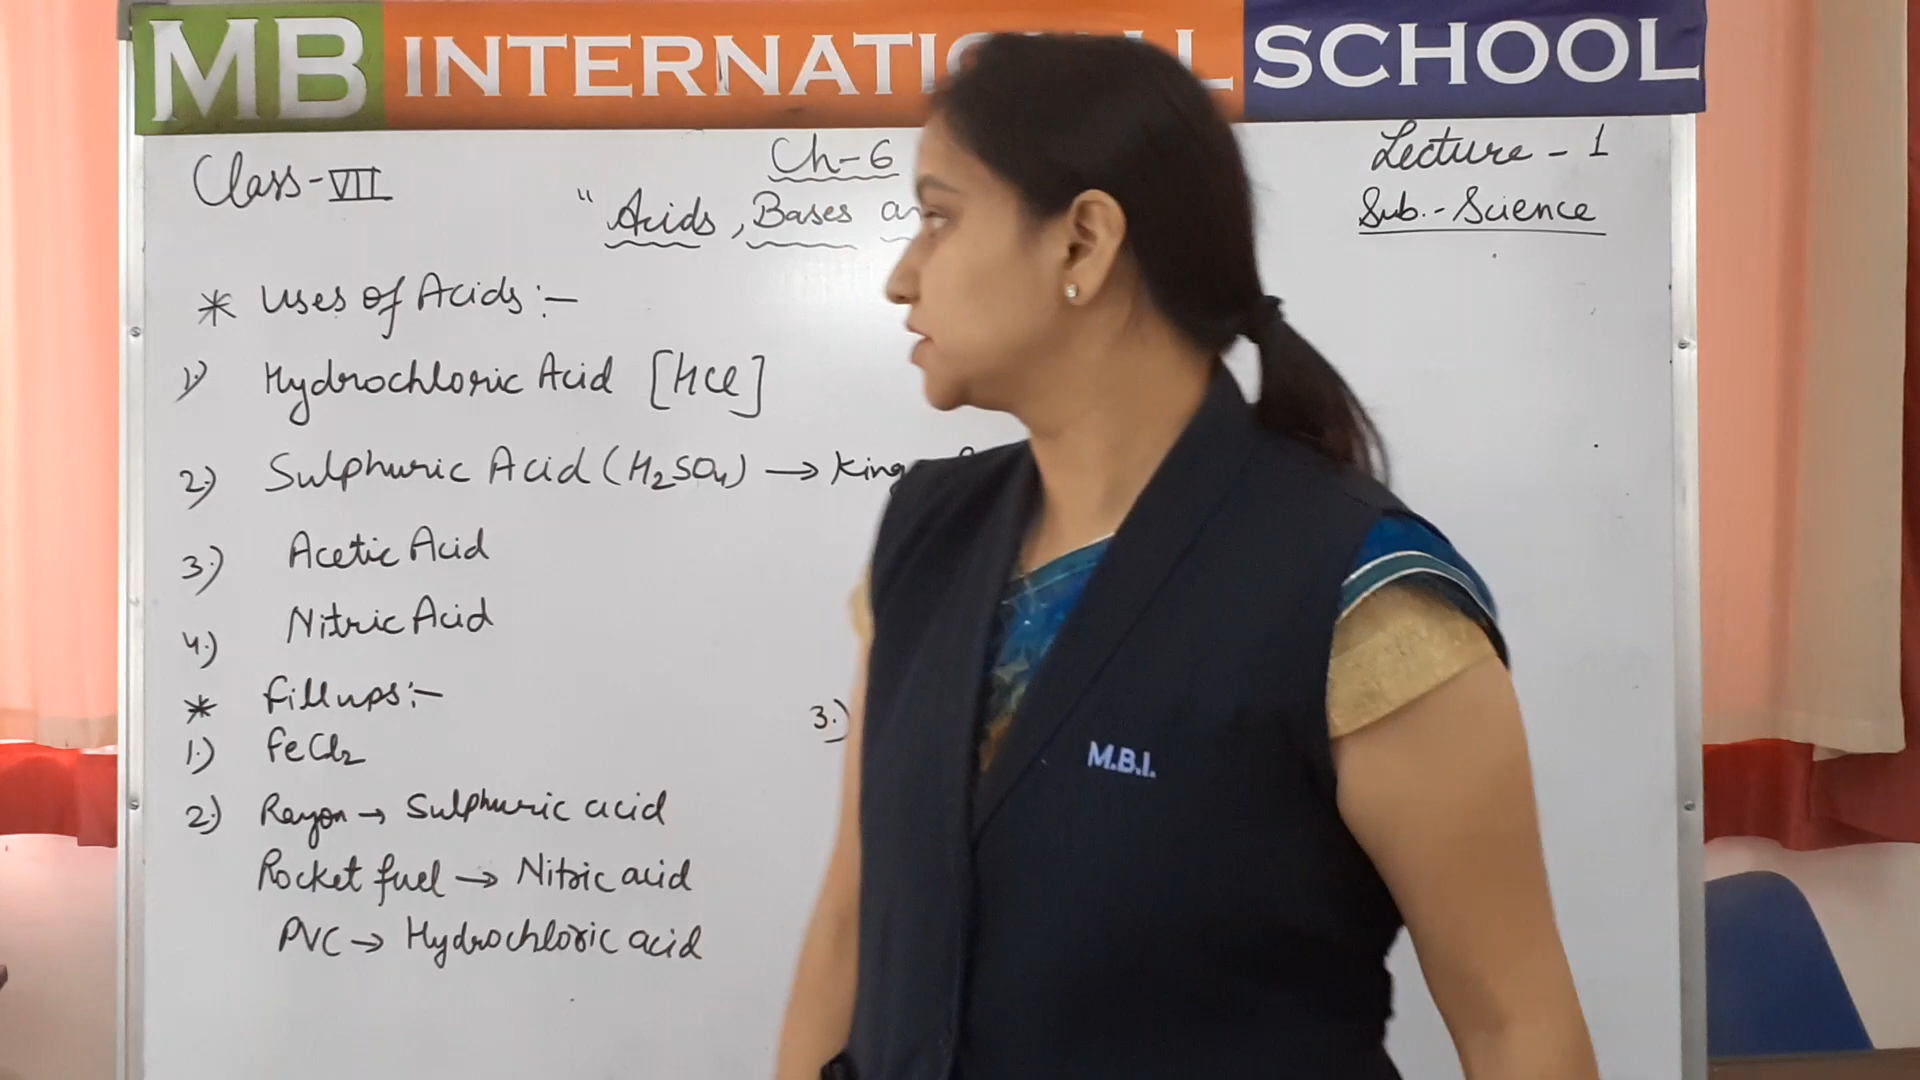 MB INTERNATIONAL SCHOOL
Class-VII
Ch-6
Lecture-1
Sub.-Science
"Acids, Bases
* Uses of Acids:-
1) Hydrochloric Acid [HCl]
2.) Sulphuric Acid (H2SO4) → King
3.) Acetic Acid
4.) Nitric Acid
* Fillups:-
1.) FeCl2
3.)
2.) Rayon → Sulphuric acid
Rocket fuel → Nitric acid
PVC → Hydrochloric acid
M.B.I.